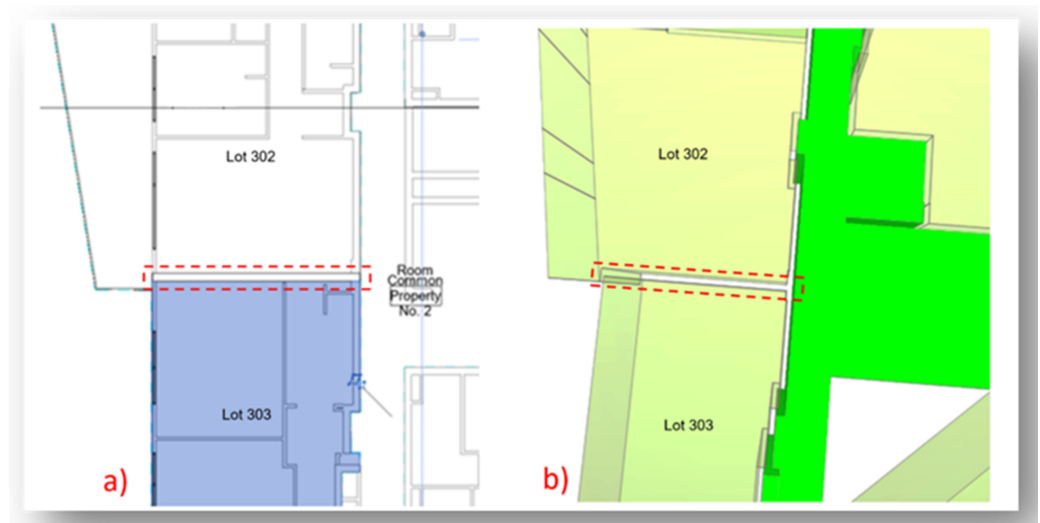 Lot 302
Room
Common
Property
No. 2
Lot 303
a)
Lot 302
Lot 303
b)